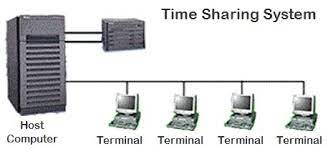 Time Sharing System
Host
Computer
Terminal Terminal Terminal Terminal